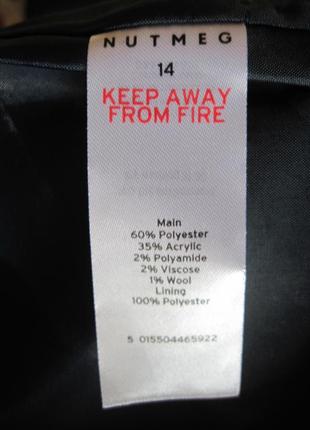 NUTMEG
14
KEEP AWAY
FROM FIRE
Main
60% Polyester
35% Acrylic
2% Polyamide
2% Viscose
1% Wool
Lining
100% Polyester
5 015504465922